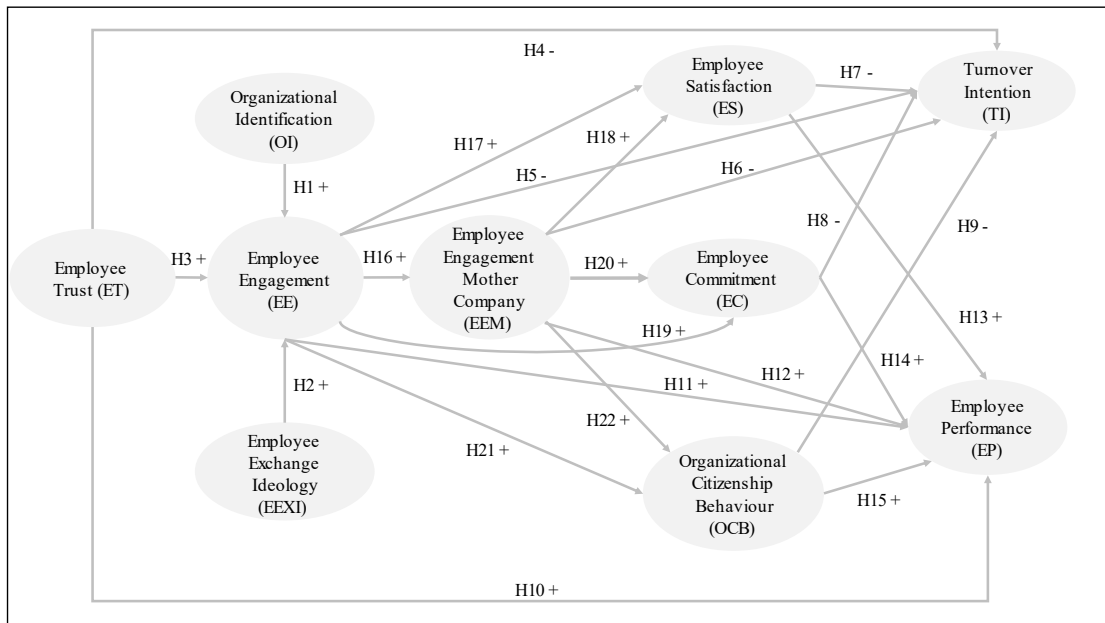 H4 -
Employee
Satisfaction
(ES)
H7 -
Turnover
Intention
(TI)
Organizational
Identification
(OI)
H17 +
H18 +
H1 +
H5 -
H6 -
H8 -
H9 -
Employee
Trust (ET)
H3 +
Employee
Engagement
(EE)
H16 +
Employee
Engagement
Mother
Company
(EEM)
H20 +
Employee
Commitment
(EC)
H19 +
H13 +
H2 +
H11 +
H12 +
H14 +
Employee
Exchange
Ideology
(EEXI)
H21 +
H22 +
Organizational
Citizenship
Behaviour
(OCB)
H15 +
Employee
Performance
(EP)
H10 +